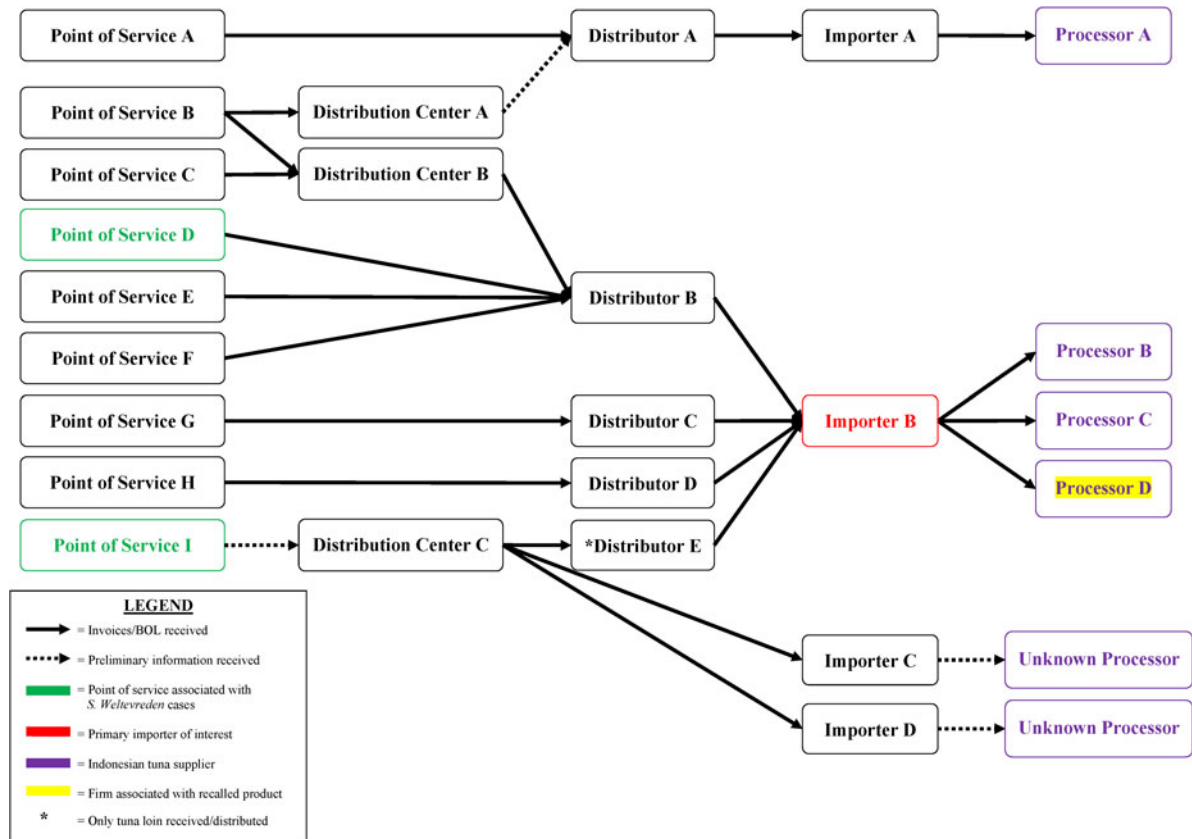 Point of Service A
Distributor A
Importer A
Processor A
Point of Service B
Distribution Center A
Point of Service C
Distribution Center B
Point of Service D
Point of Service E
Distributor B
Point of Service F
Processor B
Point of Service G
Distributor C
Importer B
Processor C
Point of Service H
Distributor D
Processor D
Point of Service I
Distribution Center C
*Distributor E
LEGEND
= Invoices/BOL received
= Preliminary information received
= Point of service associated with
S. Weltevreden cases
= Primary importer of interest
= Indonesian tuna supplier
= Firm associated with recalled product
* = Only tuna loin received/distributed
Importer C
Unknown Processor
Importer D
Unknown Processor